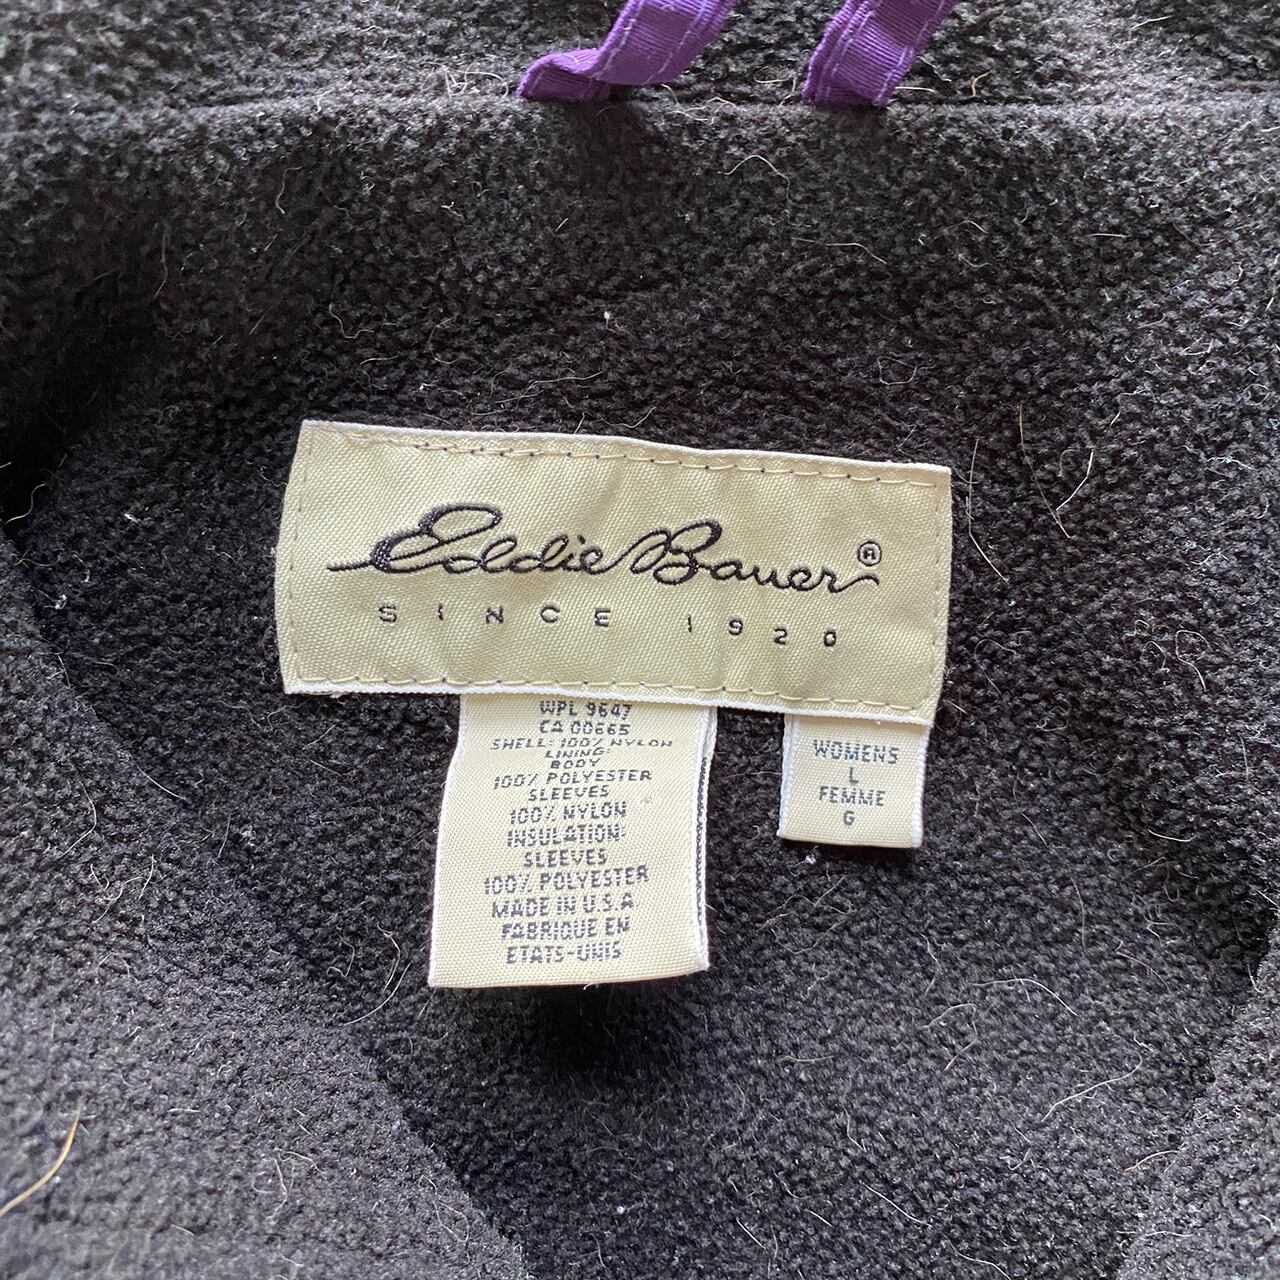 Eddie Bauer®
SINCE 1920
WPL 9647
CA 00665
SHELL: 100% NYLON
LINING:
BODY
100% POLYESTER
SLEEVES
100% NYLON
INSULATION:
SLEEVES
100% POLYESTER
MADE IN U.S.A
FABRIQUE EN
ETATS-UNIS
WOMENS
L
FEMME
G